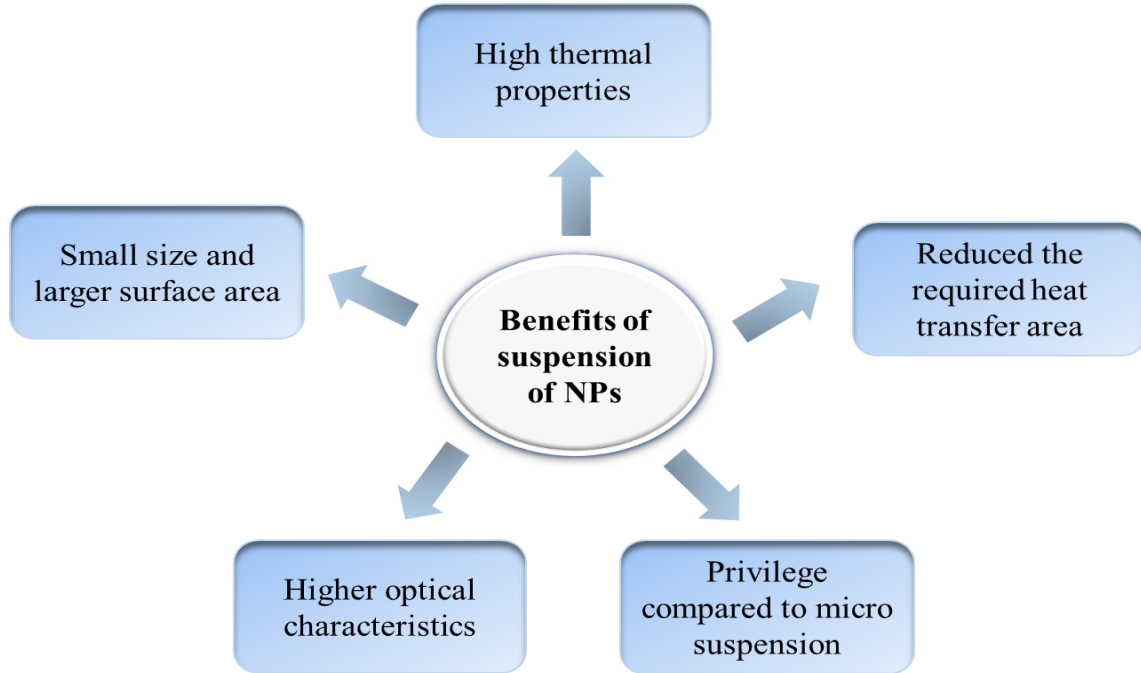 High thermal
properties
Small size and
larger surface area
Reduced the
required heat
transfer area
Benefits of
suspension
of NPs
Higher optical
characteristics
Privilege
compared to micro
suspension